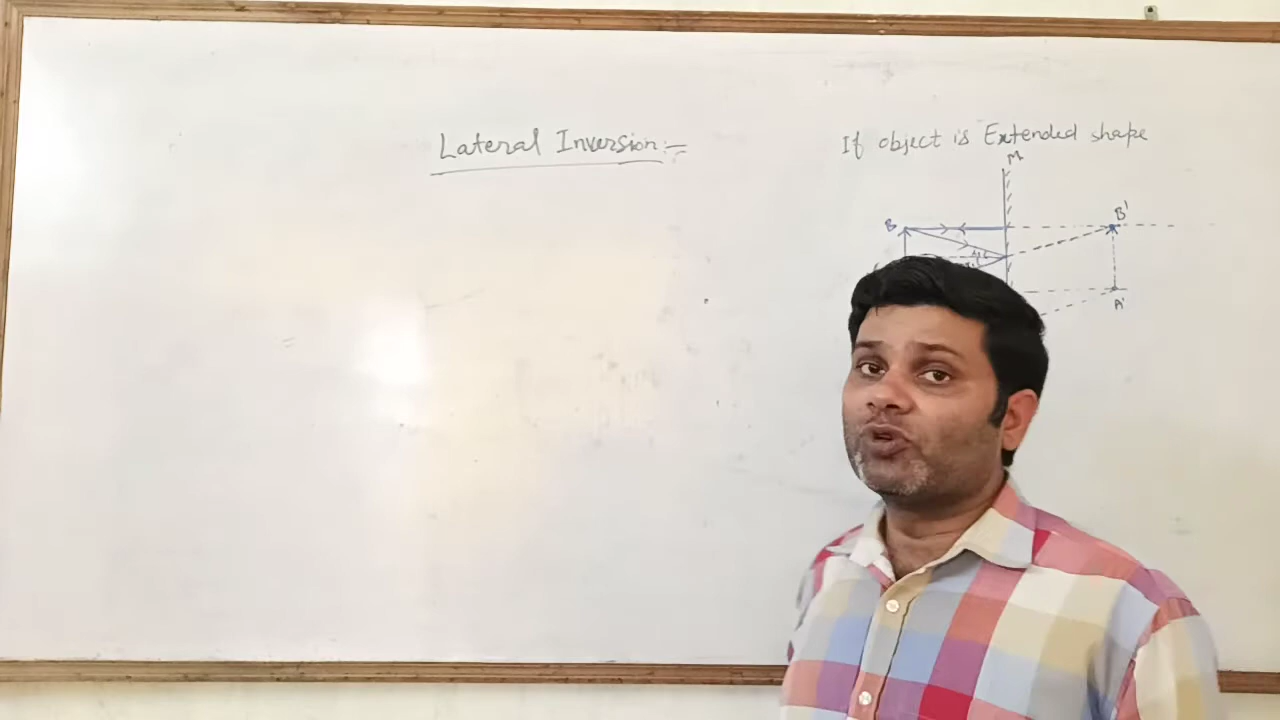 Lateral Inversion:-
If object is Extended shape
M
B
B'
A'